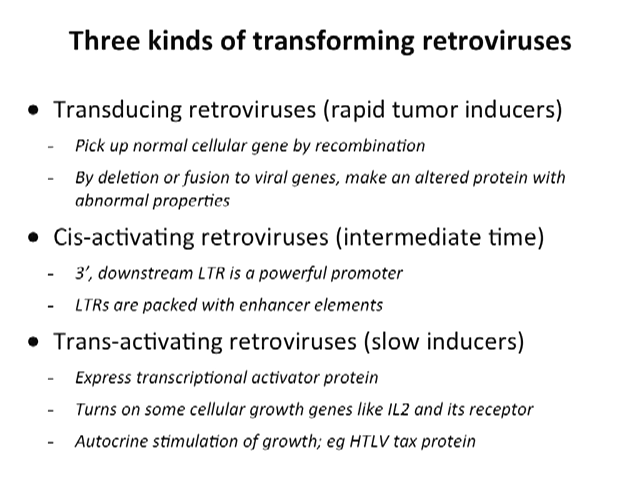 Three kinds of transforming retroviruses
• Transducing retroviruses (rapid tumor inducers)
- Pick up normal cellular gene by recombination
- By deletion or fusion to viral genes, make an altered protein with
abnormal properties
• Cis-activating retroviruses (intermediate time)
- 3', downstream LTR is a powerful promoter
- LTRs are packed with enhancer elements
• Trans-activating retroviruses (slow inducers)
- Express transcriptional activator protein
- Turns on some cellular growth genes like IL2 and its receptor
- Autocrine stimulation of growth; eg HTLV tax protein